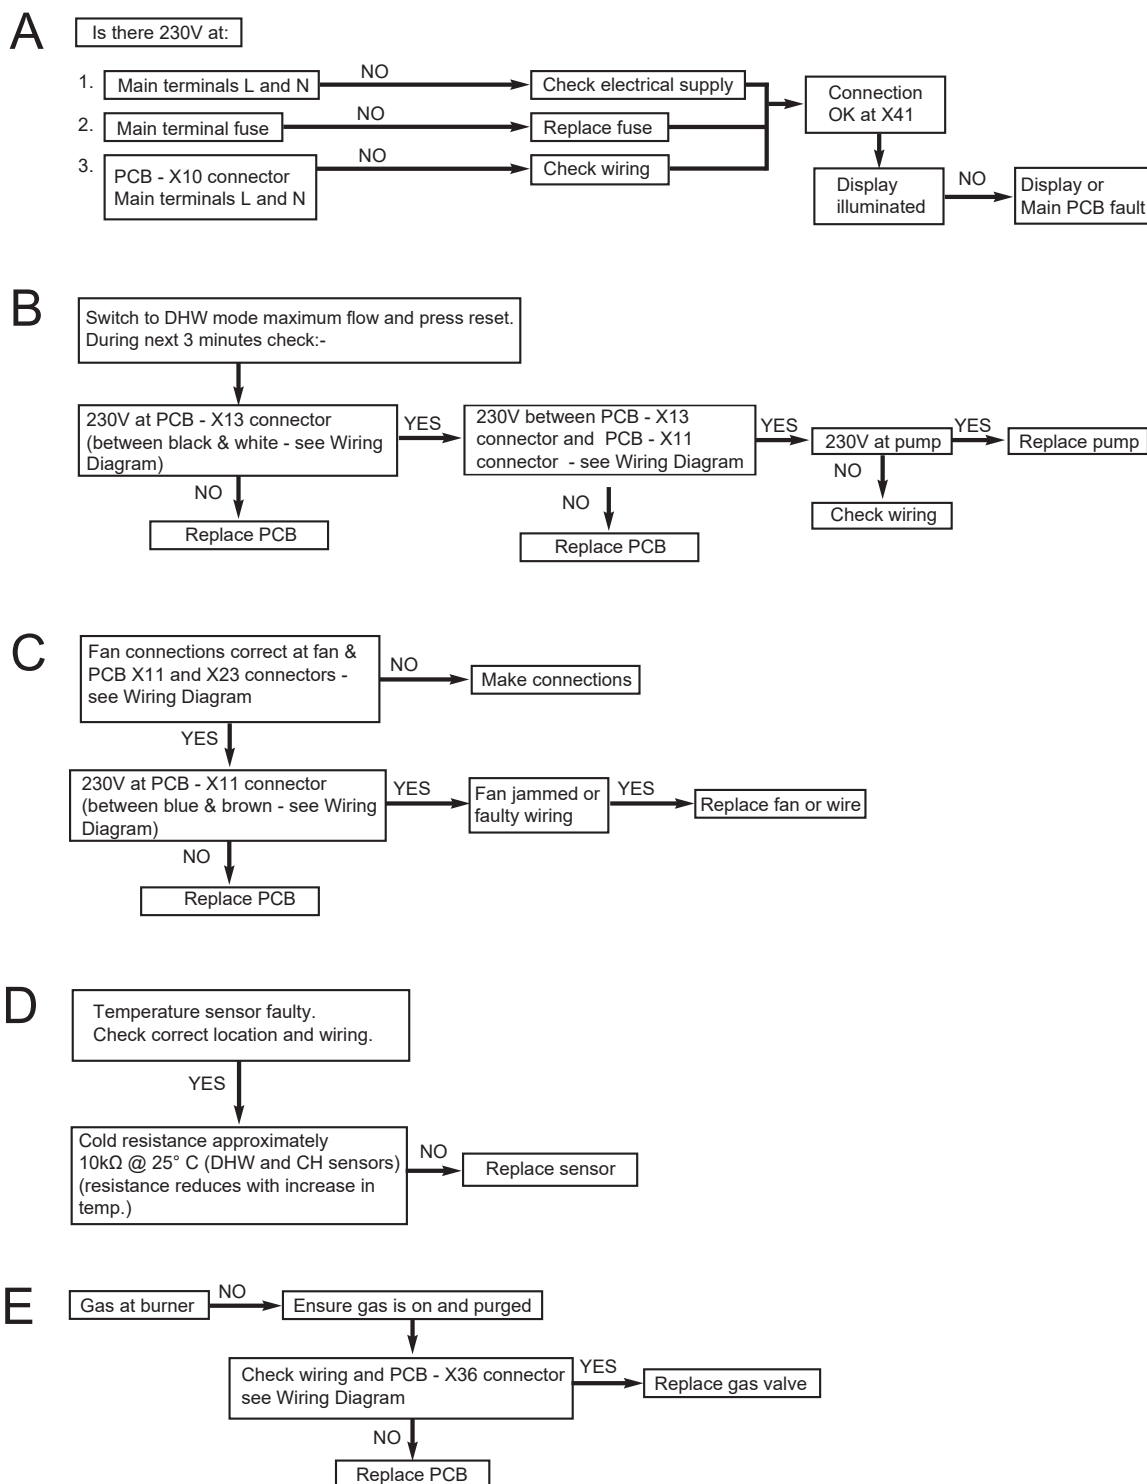 A
Is there 230V at:
1.
Main terminals L and N
NO
Check electrical supply
Connection
OK at X41
2.
Main terminal fuse
NO
Replace fuse
3.
PCB - X10 connector
Main terminals L and N
NO
Check wiring
Display
illuminated
NO
Display or
Main PCB fault
B
Switch to DHW mode maximum flow and press reset.
During next 3 minutes check:-
230V at PCB - X13 connector
(between black & white - see Wiring
Diagram)
YES
230V between PCB - X13
connector and PCB - X11
connector - see Wiring Diagram
YES
230V at pump
YES
Replace pump
NO
Replace PCB
NO
Replace PCB
NO
Check wiring
C
Fan connections correct at fan &
PCB X11 and X23 connectors -
see Wiring Diagram
NO
Make connections
YES
230V at PCB - X11 connector
(between blue & brown - see Wiring
Diagram)
YES
Fan jammed or
faulty wiring
YES
Replace fan or wire
NO
Replace PCB
D
Temperature sensor faulty.
Check correct location and wiring.
YES
Cold resistance approximately
10kΩ @ 25° C (DHW and CH sensors)
(resistance reduces with increase in
temp.)
NO
Replace sensor
E
Gas at burner
NO
Ensure gas is on and purged
Check wiring and PCB - X36 connector
see Wiring Diagram
YES
Replace gas valve
NO
Replace PCB